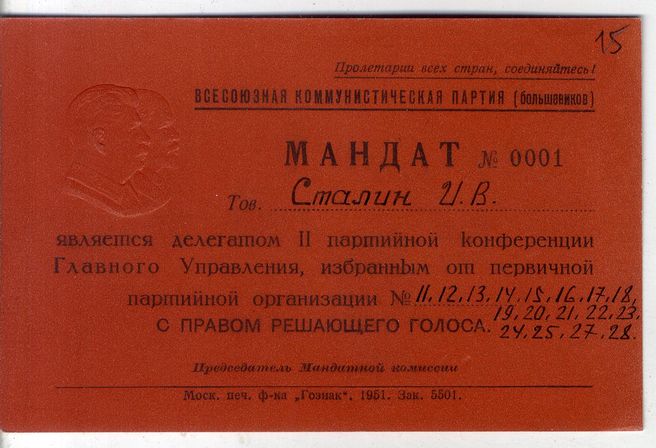 15
Пролетарии всех стран, соединяйтесь!
ВСЕСОЮЗНАЯ КОММУНИСТИЧЕСКАЯ ПАРТИЯ (большевиков)
МАНДАТ № 0001
Тов. Сталин И.В.
является делегатом II партийной конференции
Главного Управления, избранным от первичной
партийной организации № 11,12,13,14,15,16,17,18,
19,20,21,22,23,
С ПРАВОМ РЕШАЮЩЕГО ГОЛОСА. 24,25,27,28.
Председатель Мандатной комиссии
Моск. печ. ф-ка „Гознак“. 1951. Зак. 5501.